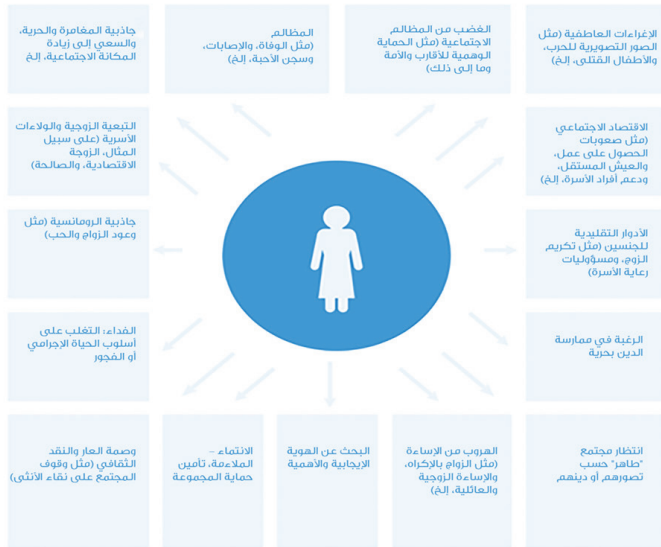 الإغراءات العاطفية (مثل
الصور التصويرية للحرب،
والأطفال القتلى، إلخ)
الغضب من المظالم
الاجتماعية (مثل الحماية
الوهمية للأقارب والأمة
وما إلى ذلك)
المظالم
(مثل الوفاة، والإصابات،
وسجن الأحبة، إلخ)
جاذبية المغامرة والحرية،
والسعي إلى زيادة
المكانة الاجتماعية، إلخ
الاقتصاد الاجتماعي
(مثل صعوبات
الحصول على عمل،
والعيش المستقل،
ودعم أفراد الأسرة، إلخ)
التبعية الزوجية والولاءات
الأسرية (على سبيل
المثال، الزوجة
الاقتصادية، والصالحة)
الأدوار التقليدية
للجنسين (مثل تكريم
الزوج، ومسؤوليات
رعاية الأسرة)
جاذبية الرومانسية (مثل
وعود الزواج والحب)
الرغبة في ممارسة
الدين بحرية
الفداء: التغلب على
أسلوب الحياة الإجرامي
أو الفجور
انتظار مجتمع
"طاهر" حسب
تصورهم أو دينهم
الهروب من الإساءة
(مثل الزواج بالإكراه،
والإساءة الزوجية
والعائلية، إلخ)
البحث عن الهوية
الإيجابية والأهمية
الانتماء –
الملاءمة، تأمين
حماية المجموعة
وصمة العار والنقد
الثقافي (مثل وقوف
المجتمع على نقاء الأنثى)